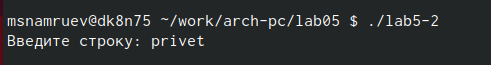 msnamruev@dk8n75 ~/work/arch-pc/lab05 $ ./lab5-2
Введите строку: privet